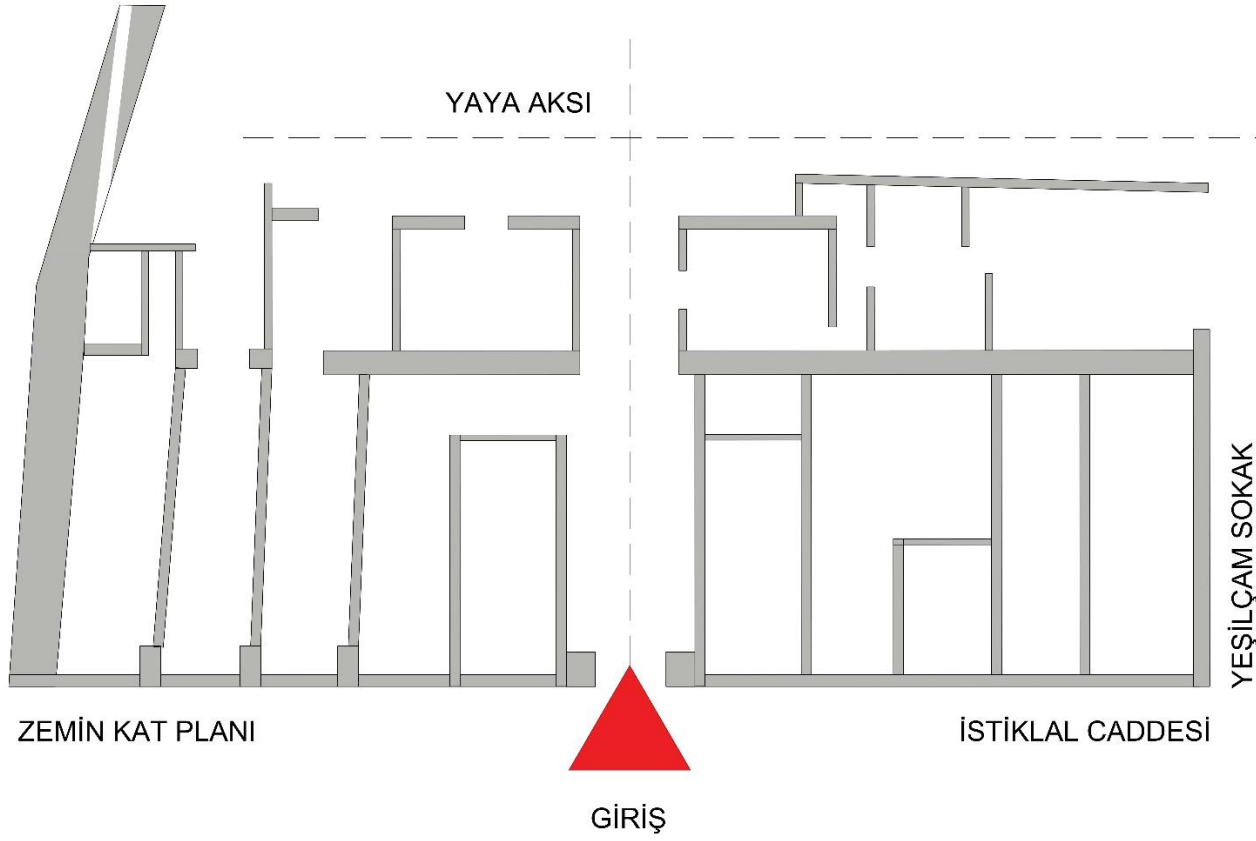 YAYA AKSI
YEŞİLÇAM SOKAK
ZEMİN KAT PLANI
İSTİKLAL CADDESİ
GİRİŞ